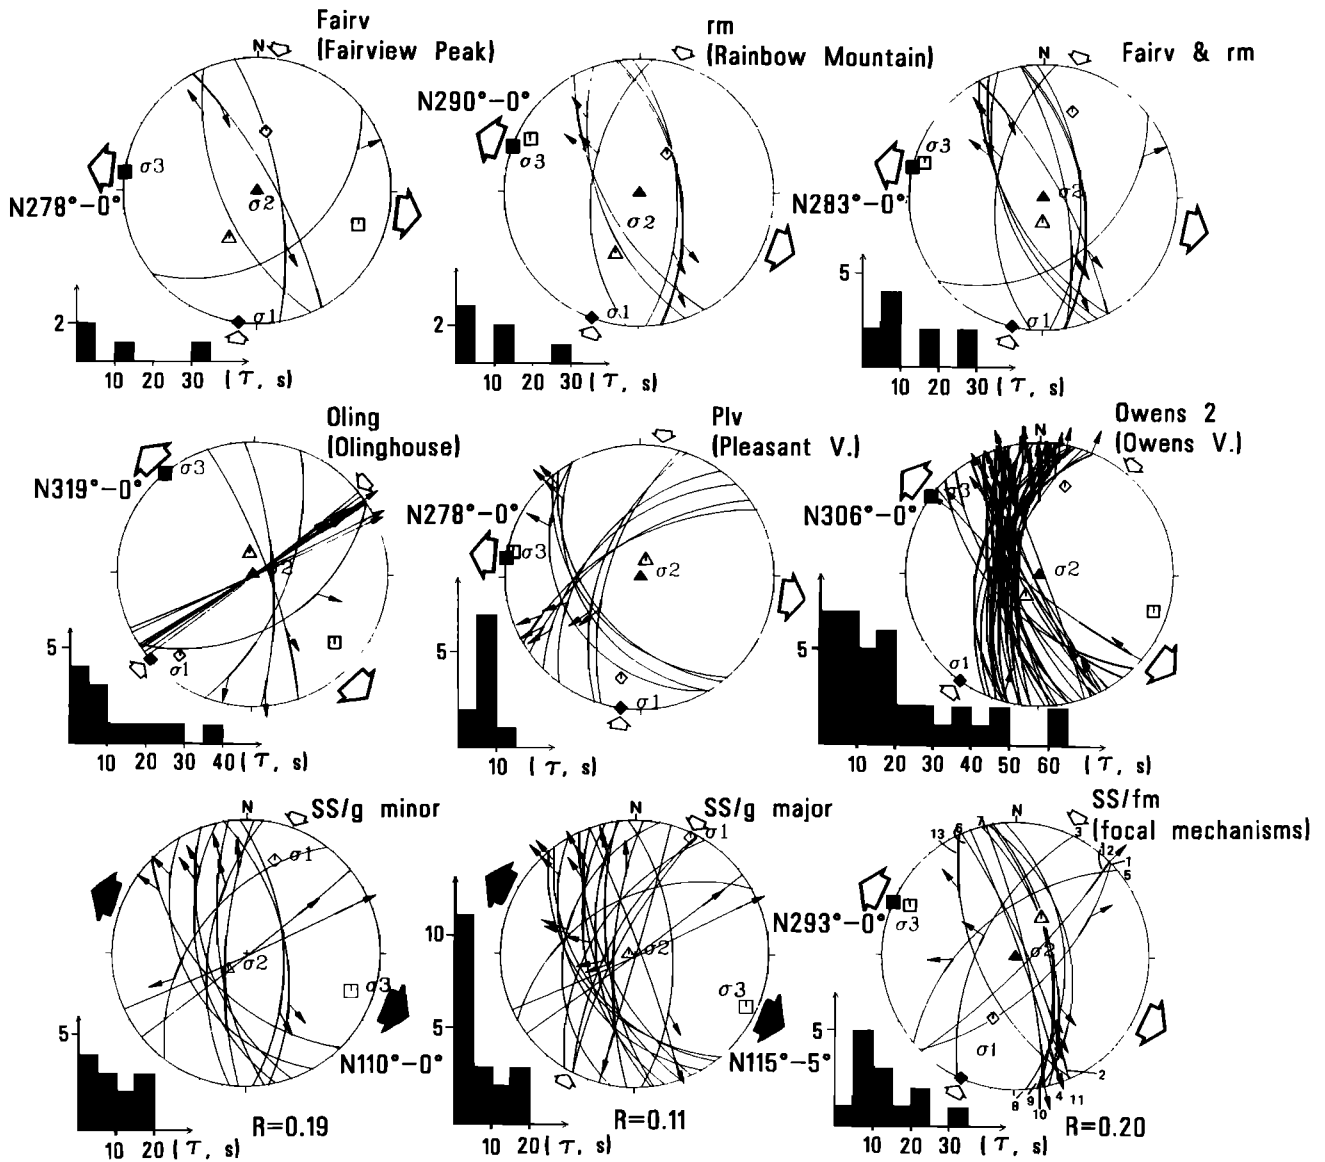 Fairv
(Fairview Peak)
N
N278°-0°
σ3
σ2
σ1
2
10 20 30 (τ, s)
rm
(Rainbow Mountain)
N290°-0°
σ3
σ2
σ1
2
10 20 30 (τ, s)
Fairv & rm
N
N283°-0°
σ3
σ2
σ1
5
10 20 30 (τ, s)
Oling
(Olinghouse)
N319°-0°
σ3
σ2
σ1
5
10 20 30 40 (τ, s)
Plv
(Pleasant V.)
N278°-0°
σ3
σ2
σ1
5
10 (τ, s)
Owens 2
(Owens V.)
N
N306°-0°
σ3
σ2
σ1
5
10 20 30 40 50 60 (τ, s)
SS/g minor
N
σ1
σ2
σ3
N110°-0°
5
10 20 (τ, s)
R=0.19
SS/g major
N
σ1
σ2
σ3
N115°-5°
10
5
10 20 (τ, s)
R=0.11
SS/fm
(focal mechanisms)
N
13 6 7 3 12 1 5
N293°-0°
σ3
σ2
σ1
5
2
8 9 10 4 11
10 20 30 (τ, s)
R=0.20